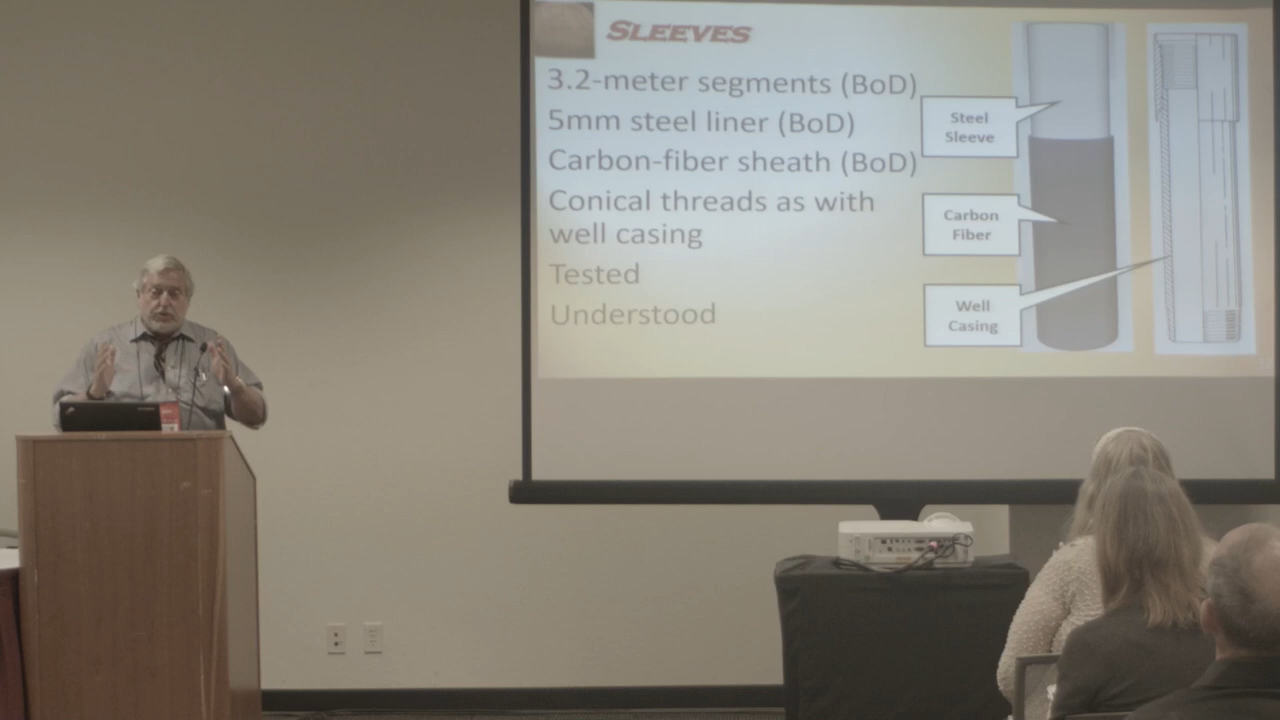 SLEEVES
3.2-meter segments (BoD)
5mm steel liner (BoD)
Carbon-fiber sheath (BoD)
Conical threads as with
well casing
Tested
Understood
Steel
Sleeve
Carbon
Fiber
Well
Casing